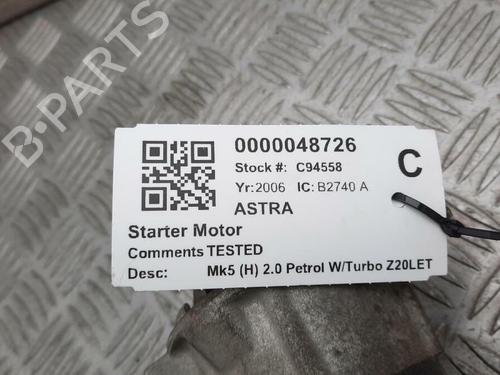 B-PARTS
0000048726
Stock #: C94558
C
Yr: 2006 IC: B2740 A
ASTRA
Starter Motor
Comments TESTED
Desc: Mk5 (H) 2.0 Petrol W/Turbo Z20LET